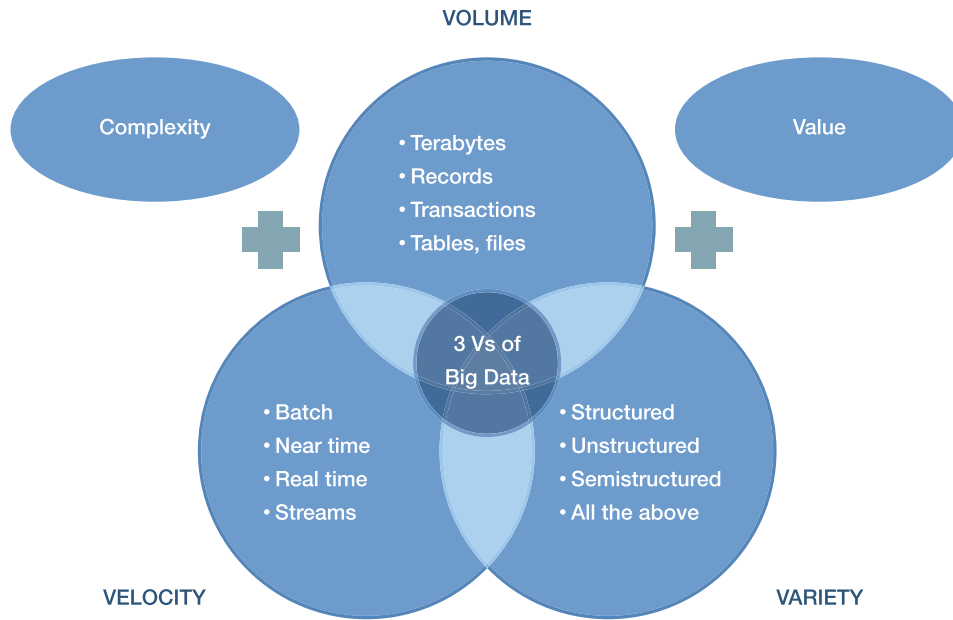 VOLUME
Complexity
Value
• Terabytes
• Records
• Transactions
• Tables, files
3 Vs of
Big Data
• Batch
• Near time
• Real time
• Streams
• Structured
• Unstructured
• Semistructured
• All the above
VELOCITY
VARIETY